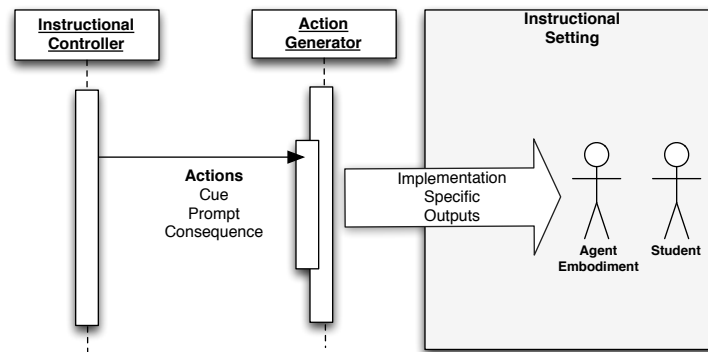 Instructional
Controller
Action
Generator
Instructional
Setting
Actions
Cue
Prompt
Consequence
Implementation
Specific
Outputs
Agent
Embodiment
Student